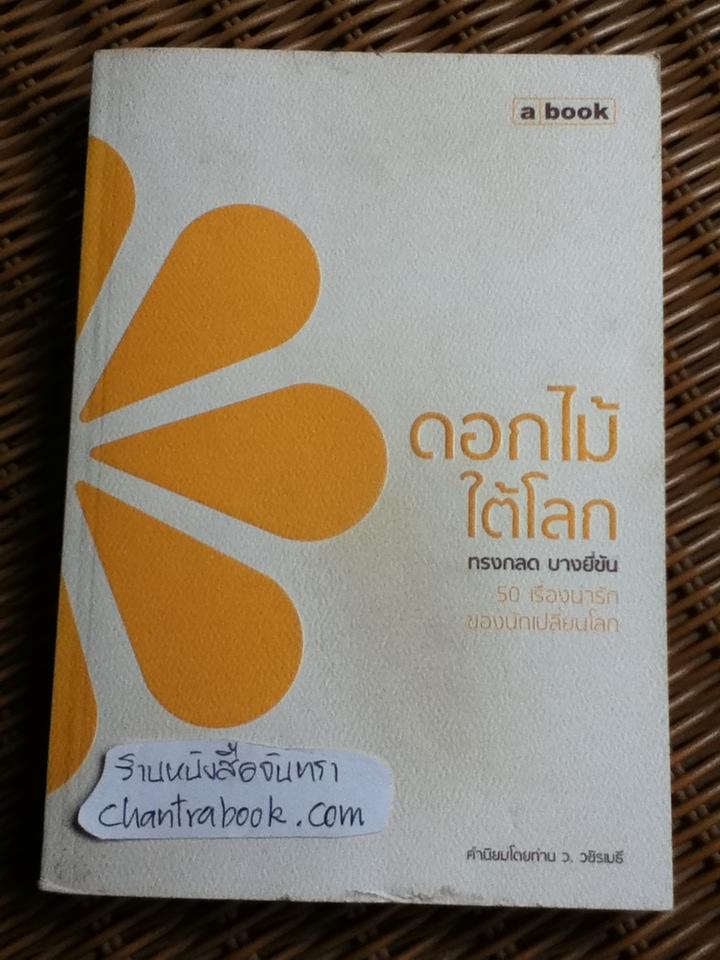 a book
ดอกไม้
ใต้โลก
ทรงกลด บางยี่ขัน
50 เรื่องน่ารัก
ของนักเปลี่ยนโลก
ร้านหนังสือจันทรา
chantrabook.com
คำนิยมโดยท่าน ว. วชิรเมธี